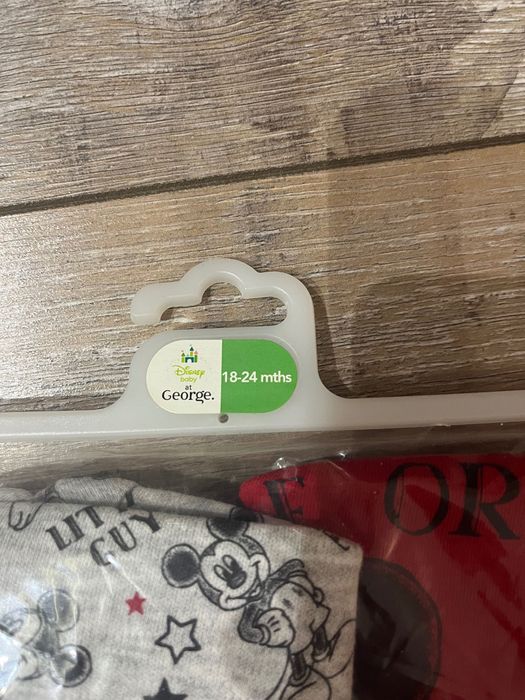 Disney
baby
at
George.
18-24 mths
LIT
GUY
E OR